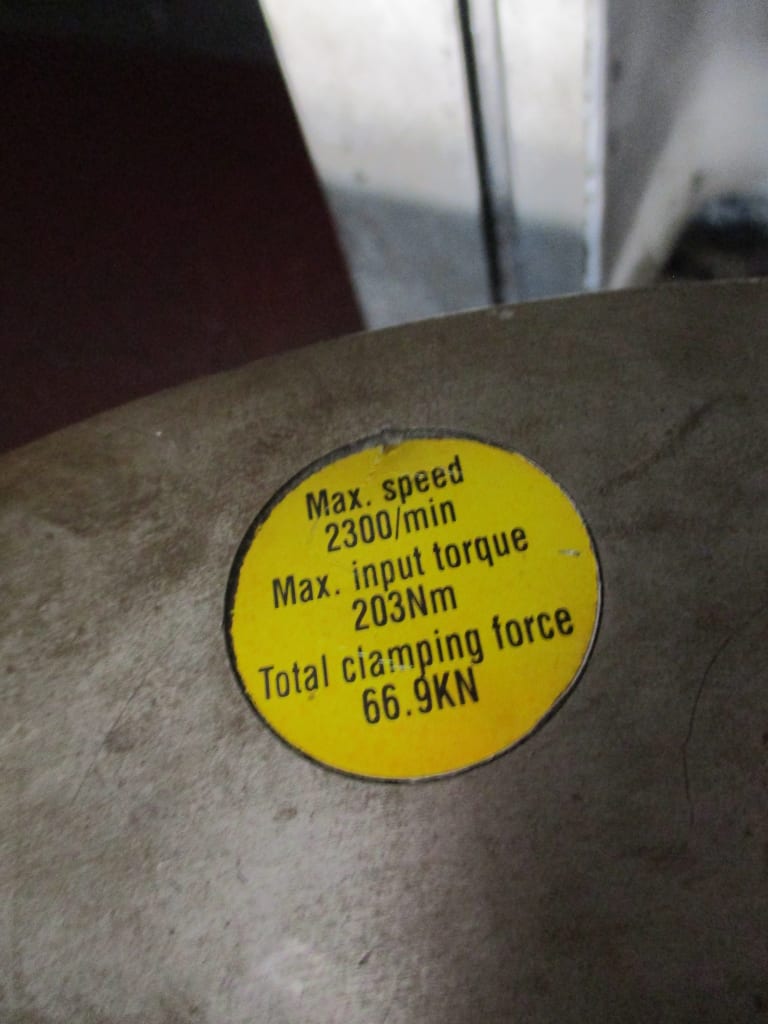 Max. speed
2300/min
Max. input torque
203Nm
Total clamping force
66.9KN